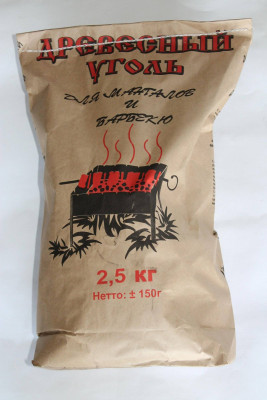 ДРЕВЕСНЫЙ
УГОЛЬ
ДЛЯ МАНГАЛОВ
И
БАРБЕКЮ
2,5 кг
Нетто: ± 150г